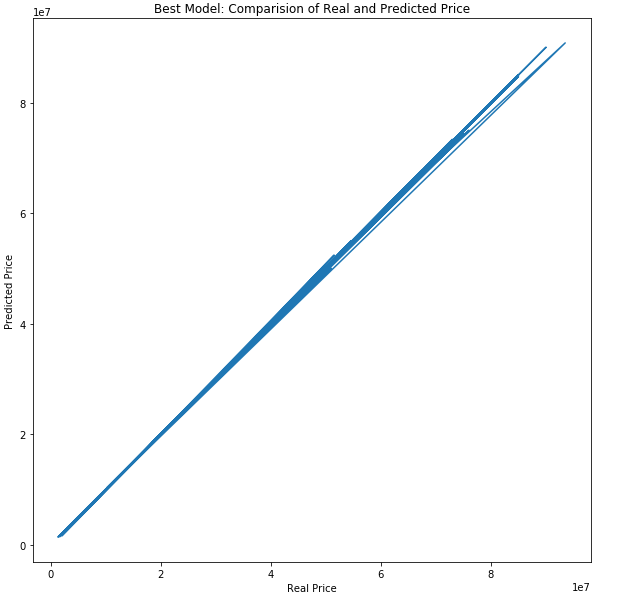 Best Model: Comparision of Real and Predicted Price
1e7
8
6
4
2
0
Predicted Price
0 2 4 6 8
Real Price
1e7